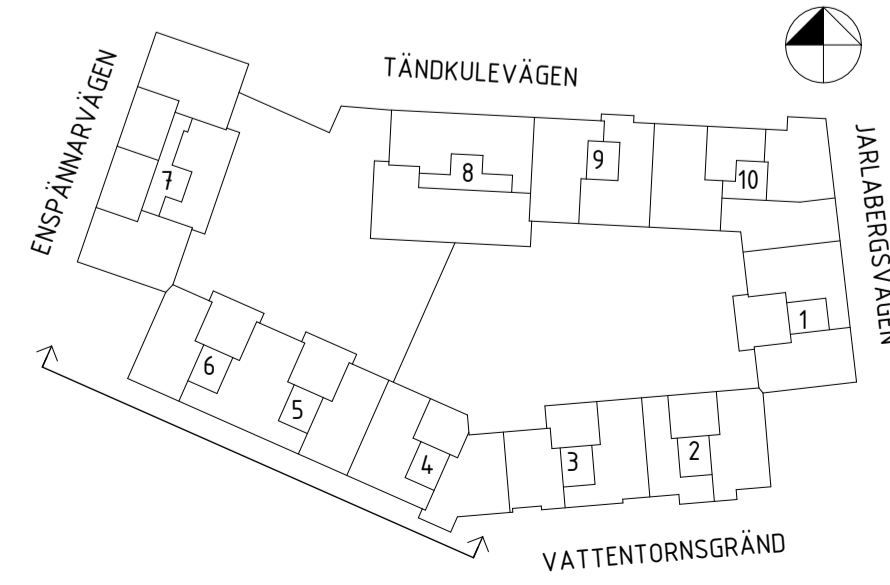 TÄNDKULEVÄGEN
ENSPÄNNARVÄGEN
JARLABERGSVÄGEN
7
8
9
10
1
6
5
4
3
2
VATTENTORNSGRÄND